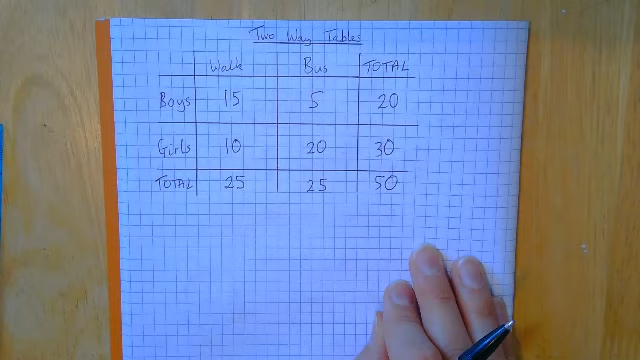 Two Way Tables
Walk Bus TOTAL
Boys 15 5 20
Girls 10 20 30
TOTAL 25 25 50